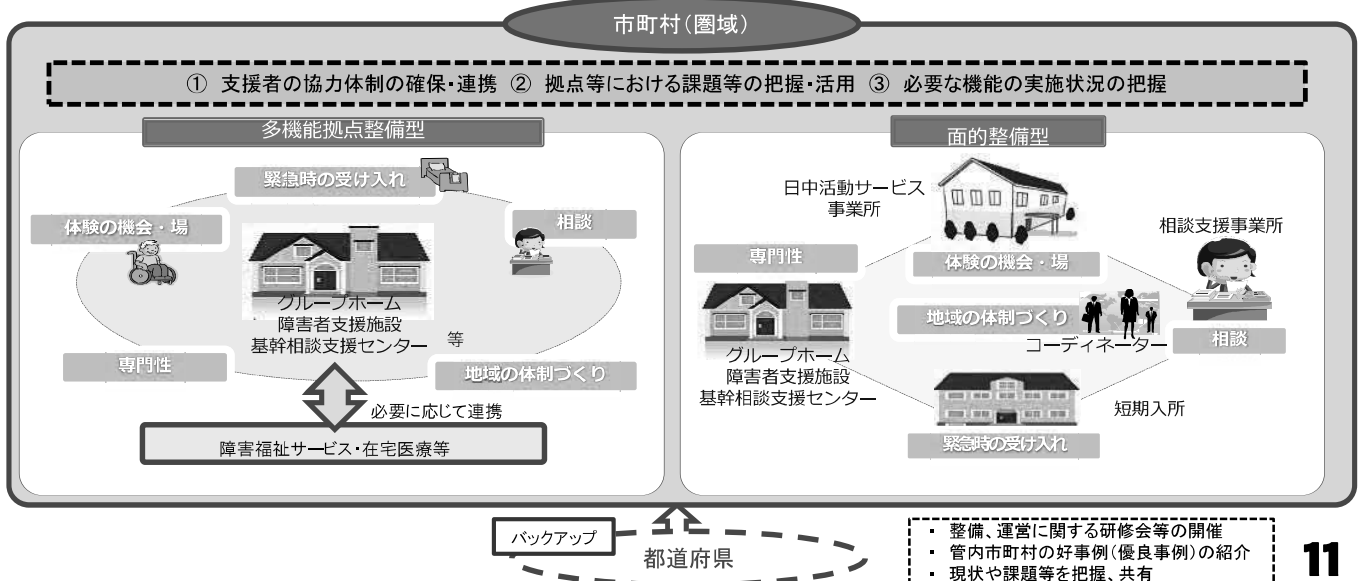 市町村(圏域)
① 支援者の協力体制の確保・連携 ② 拠点等における課題等の把握・活用 ③ 必要な機能の実施状況の把握
多機能拠点整備型
緊急時の受け入れ
体験の機会・場
相談
グループホーム
障害者支援施設
基幹相談支援センター 等
専門性
地域の体制づくり
必要に応じて連携
障害福祉サービス・在宅医療等
面的整備型
日中活動サービス
事業所
相談支援事業所
専門性
体験の機会・場
地域の体制づくり
コーディネーター
相談
グループホーム
障害者支援施設
基幹相談支援センター
短期入所
緊急時の受け入れ
バックアップ
都道府県
・ 整備、運営に関する研修会等の開催
・ 管内市町村の好事例(優良事例)の紹介
・ 現状や課題等を把握、共有
11